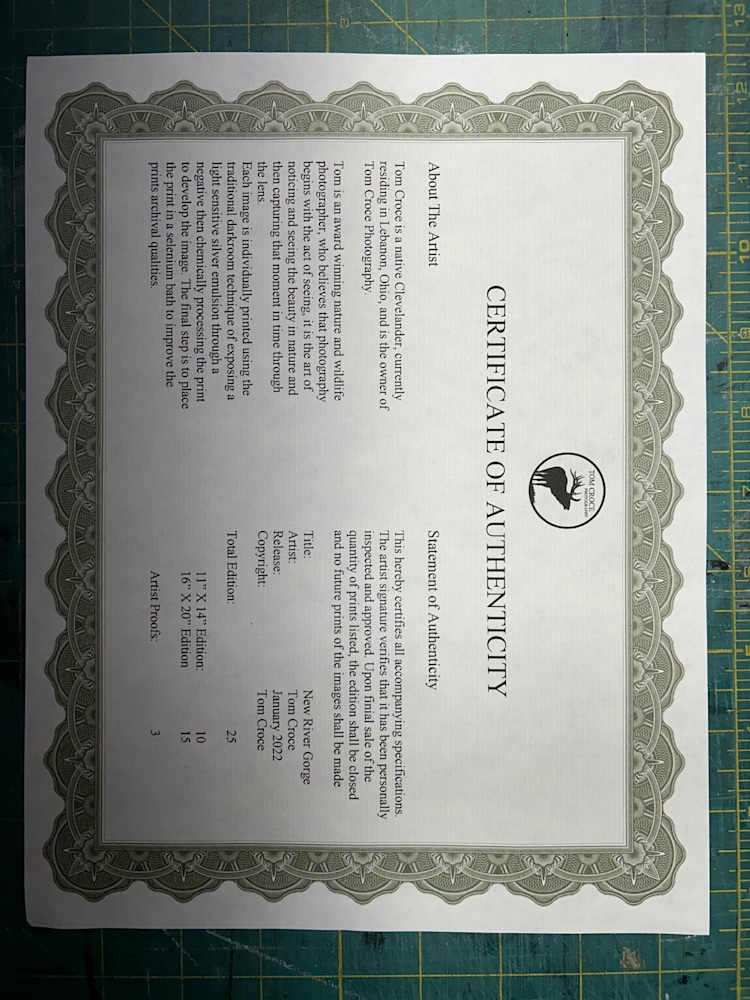 TOM CROCE
PHOTOGRAPHY
CERTIFICATE OF AUTHENTICITY
About The Artist
Tom Croce is a native Clevelander, currently
residing in Lebanon, Ohio, and is the owner of
Tom Croce Photography.
Tom is an award winning nature and wildlife
photographer, who believes that photography
begins with the act of seeing, it is the art of
noticing and seeing the beauty in nature and
then capturing that moment in time through
the lens.
Each image is individually printed using the
traditional darkroom technique of exposing a
light sensitive silver emulsion through a
negative then chemically processing the print
to develop the image. The final step is to place
the print in a selenium bath to improve the
prints archival qualities.
Statement of Authenticity
This hereby certifies all accompanying specifications.
The artist signature verifies that it has been personally
inspected and approved. Upon finial sale of the
quantity of prints listed, the edition shall be closed
and no future prints of the images shall be made
Title: New River Gorge
Artist: Tom Croce
Release: January 2022
Copyright: Tom Croce
Total Edition: 25
11" X 14" Edition: 10
16" X 20" Edition 15
Artist Proofs: 3
13
12
10